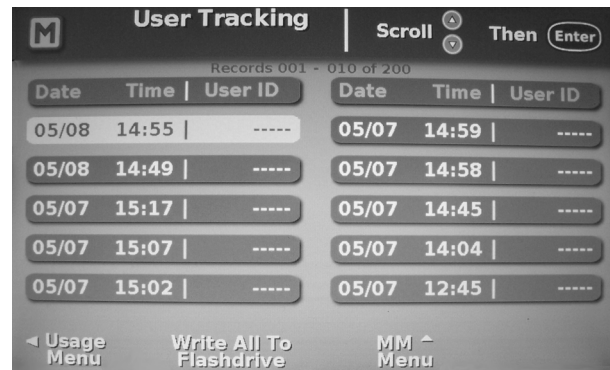 M User Tracking | Scroll Then Enter
Records 001 - 010 of 200
Date Time | User ID Date Time | User ID
05/08 14:55 | ----- 05/07 14:59 | -----
05/08 14:49 | ----- 05/07 14:58 | -----
05/07 15:17 | ----- 05/07 14:45 | -----
05/07 15:07 | ----- 05/07 14:04 | -----
05/07 15:02 | ----- 05/07 12:45 | -----
Usage Write All To MM
Menu Flashdrive Menu